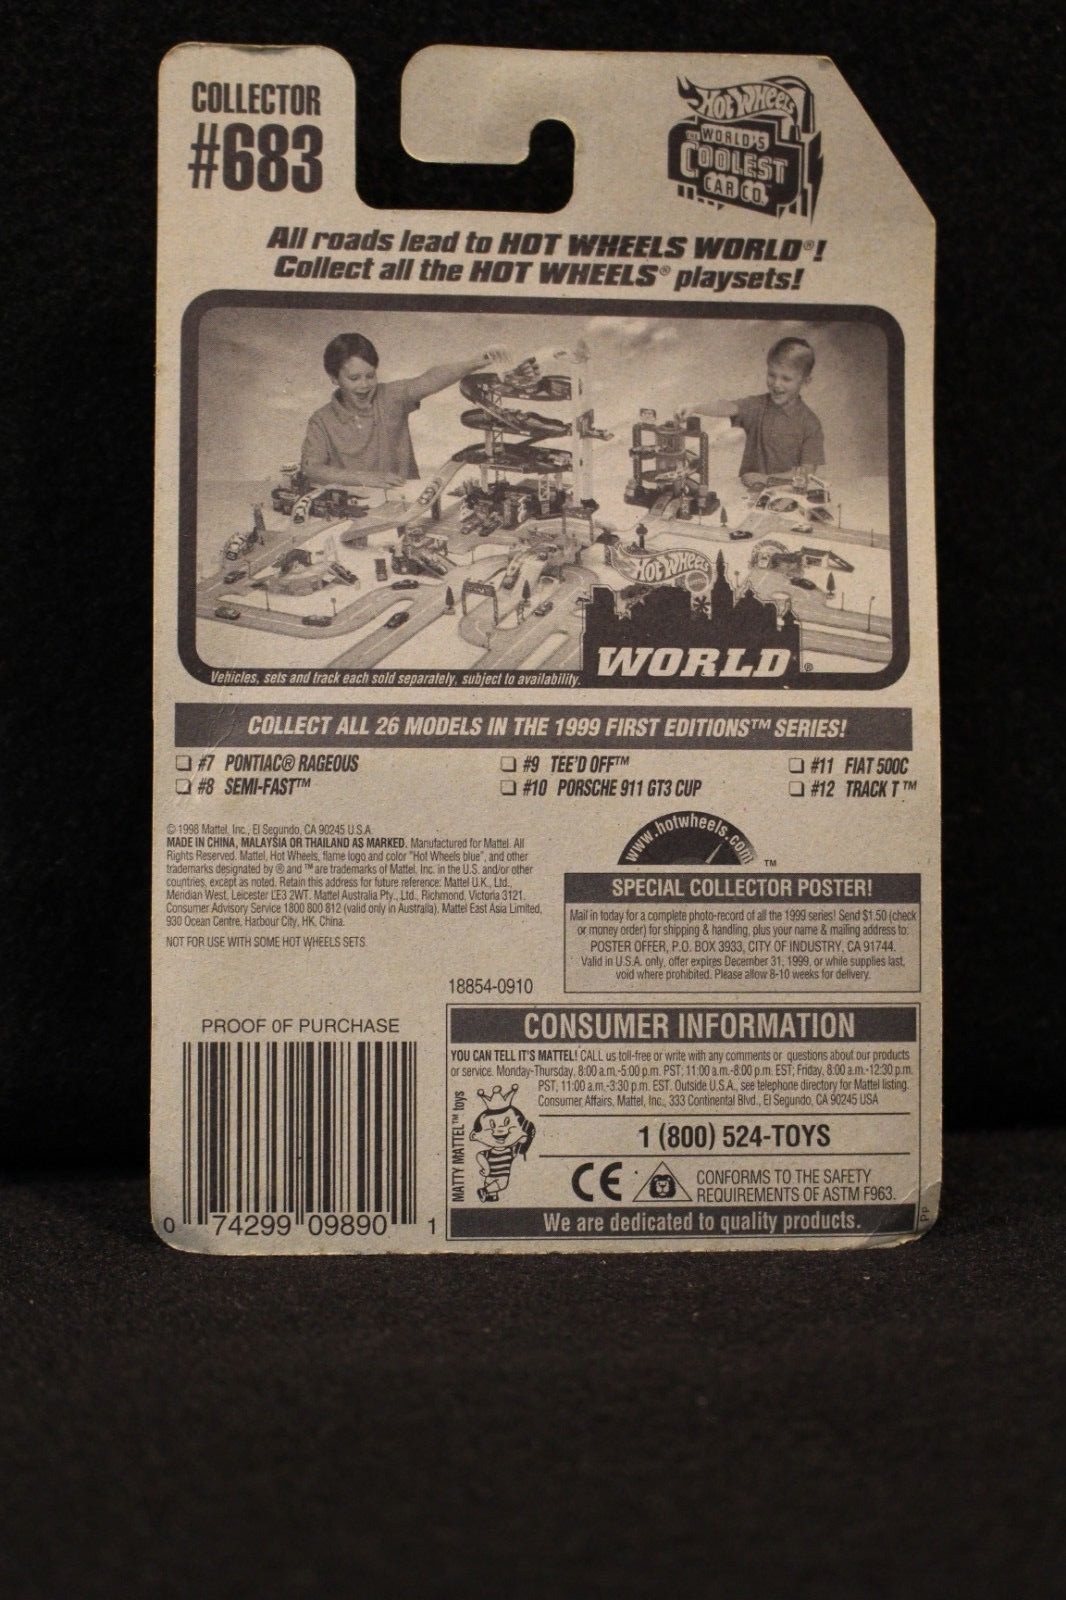 COLLECTOR
#683
Hot Wheels
THE WORLD'S
COOLEST
CAR CO.
All roads lead to HOT WHEELS WORLD®!
Collect all the HOT WHEELS® playsets!
Hot Wheels
WORLD®
Vehicles, sets and track each sold separately, subject to availability.
COLLECT ALL 26 MODELS IN THE 1999 FIRST EDITIONS™ SERIES!
❏ #7 PONTIAC® RAGEOUS
❏ #8 SEMI-FAST™
❏ #9 TEE'D OFF™
❏ #10 PORSCHE 911 GT3 CUP
❏ #11 FIAT 500C
❏ #12 TRACK T™
© 1998 Mattel, Inc., El Segundo, CA 90245 U.S.A.
MADE IN CHINA, MALAYSIA OR THAILAND AS MARKED. Manufactured for Mattel. All
Rights Reserved. Mattel, Hot Wheels, flame logo and color "Hot Wheels blue", and other
trademarks designated by ® and ™ are trademarks of Mattel, Inc. in the U.S. and/or other
countries, except as noted. Retain this address for future reference: Mattel U.K., Ltd.,
Meridian West, Leicester LE3 2WT. Mattel Australia Pty., Ltd., Richmond, Victoria 3121.
Consumer Advisory Service 1800 800 812 (valid only in Australia). Mattel East Asia Limited,
930 Ocean Centre, Harbour City, HK, China.
NOT FOR USE WITH SOME HOT WHEELS SETS
www.hotwheels.com
™
SPECIAL COLLECTOR POSTER!
Mail in today for a complete photo-record of all the 1999 series! Send $1.50 (check
or money order) for shipping & handling, plus your name & mailing address to:
POSTER OFFER, P.O. BOX 3933, CITY OF INDUSTRY, CA 91744.
Valid in U.S.A. only, offer expires December 31, 1999, or while supplies last,
void where prohibited. Please allow 8-10 weeks for delivery.
18854-0910
PROOF OF PURCHASE
0 74299 09890 1
CONSUMER INFORMATION
YOU CAN TELL IT'S MATTEL! CALL us toll-free or write with any comments or questions about our products
or service. Monday-Thursday, 8:00 a.m.-5:00 p.m. PST; 11:00 a.m.-8:00 p.m. EST; Friday, 8:00 a.m.-12:30 p.m.
PST, 11:00 a.m.-3:30 p.m. EST. Outside U.S.A., see telephone directory for Mattel listing.
Consumer Affairs, Mattel, Inc., 333 Continental Blvd., El Segundo, CA 90245 USA
MATTY MATTEL™ toys
1 (800) 524-TOYS
CE
CONFORMS TO THE SAFETY
REQUIREMENTS OF ASTM F963.
We are dedicated to quality products.
PP